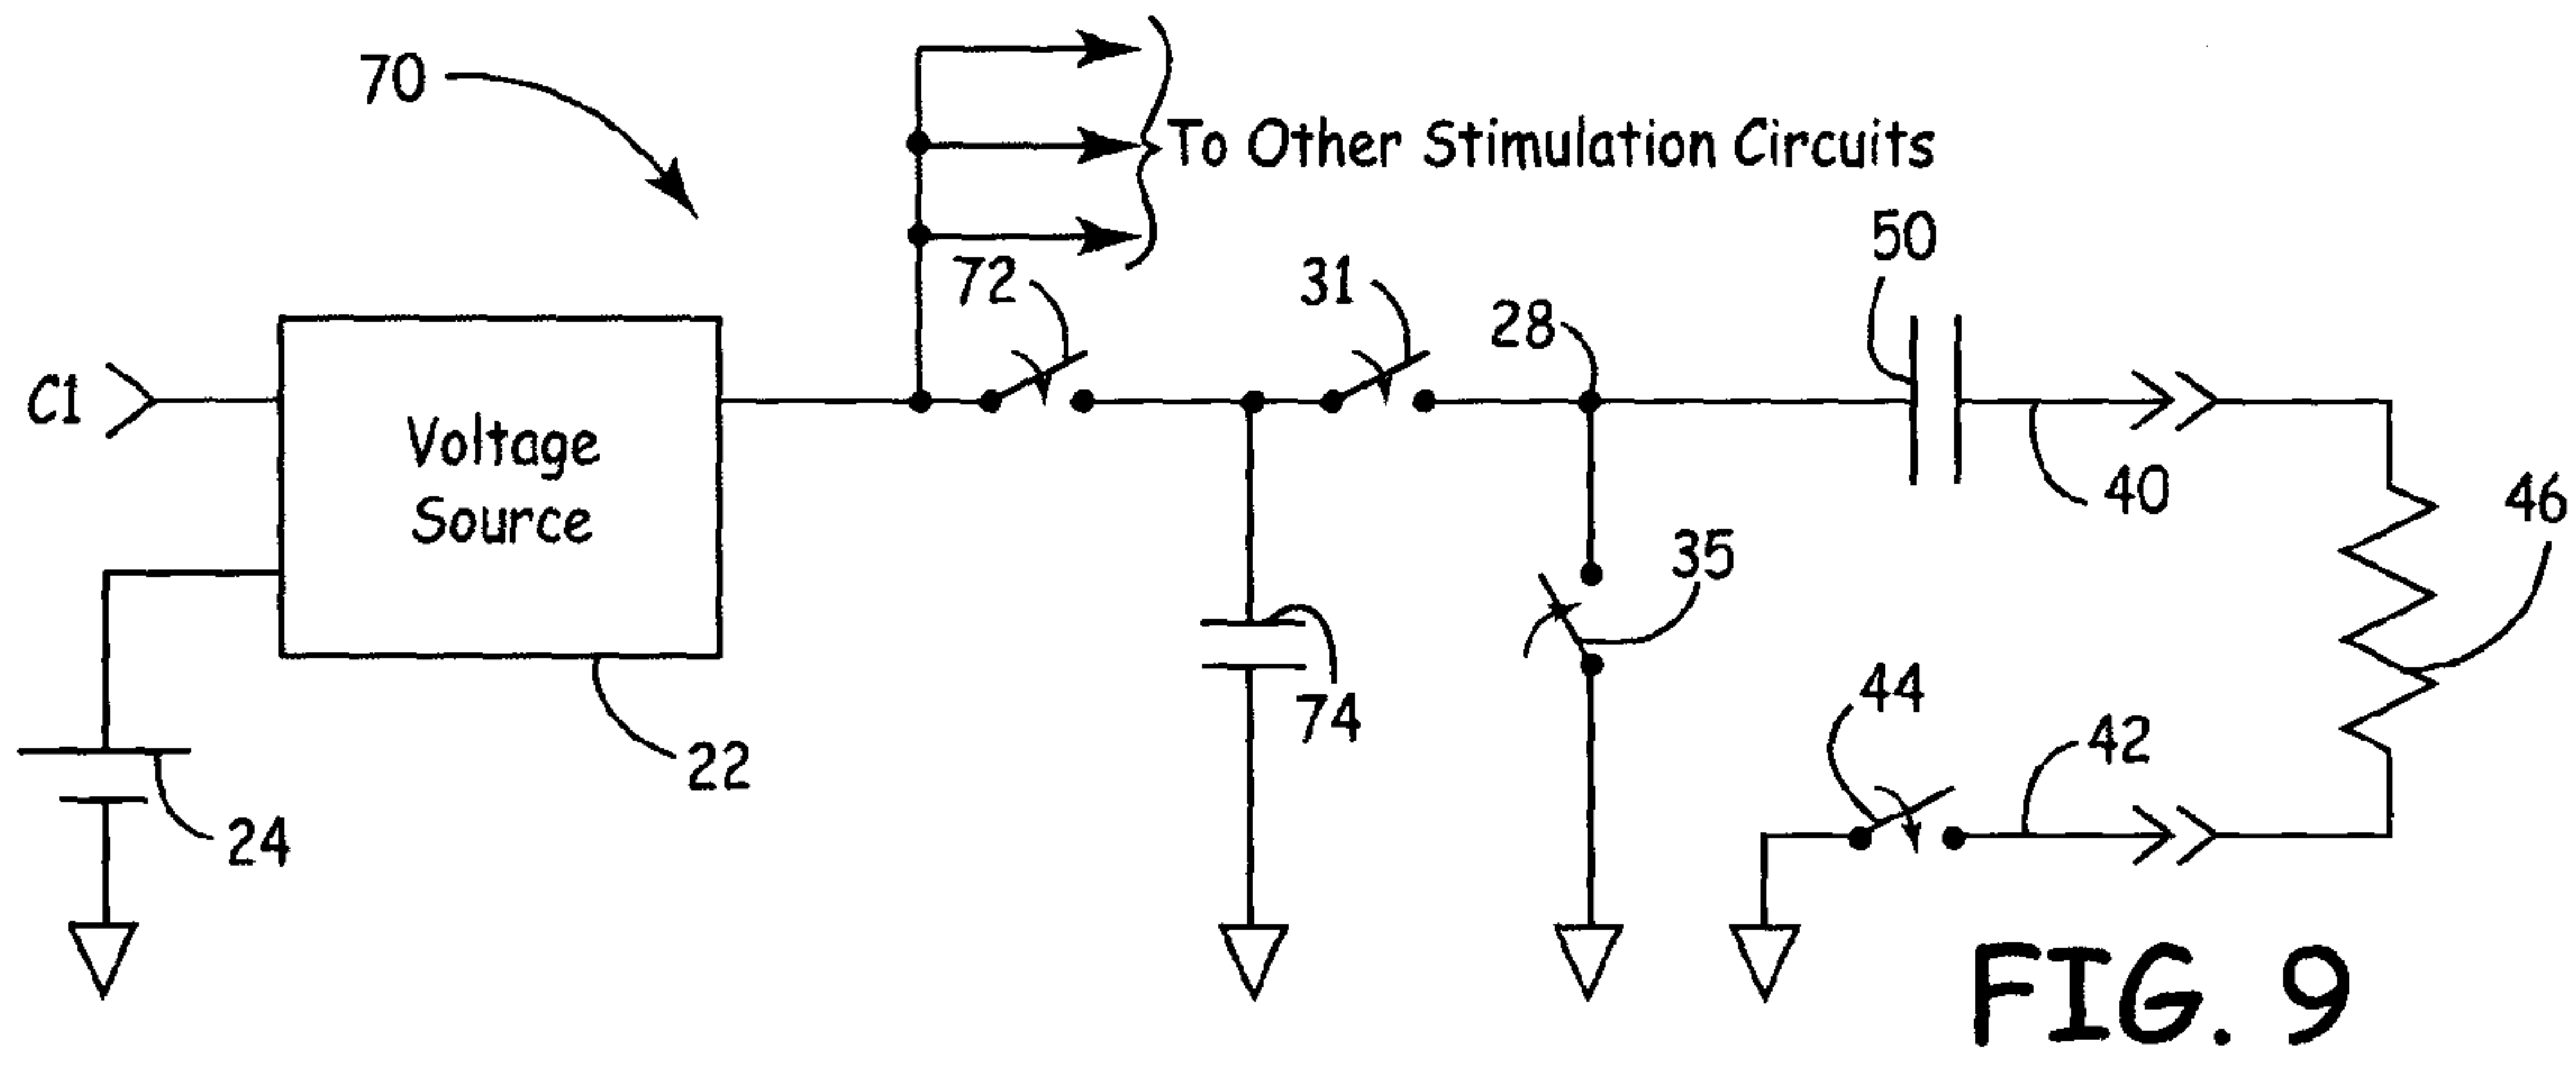 70
To Other Stimulation Circuits
50
72
31
28
C1
Voltage
Source
40
46
35
44
74
42
22
24
FIG. 9